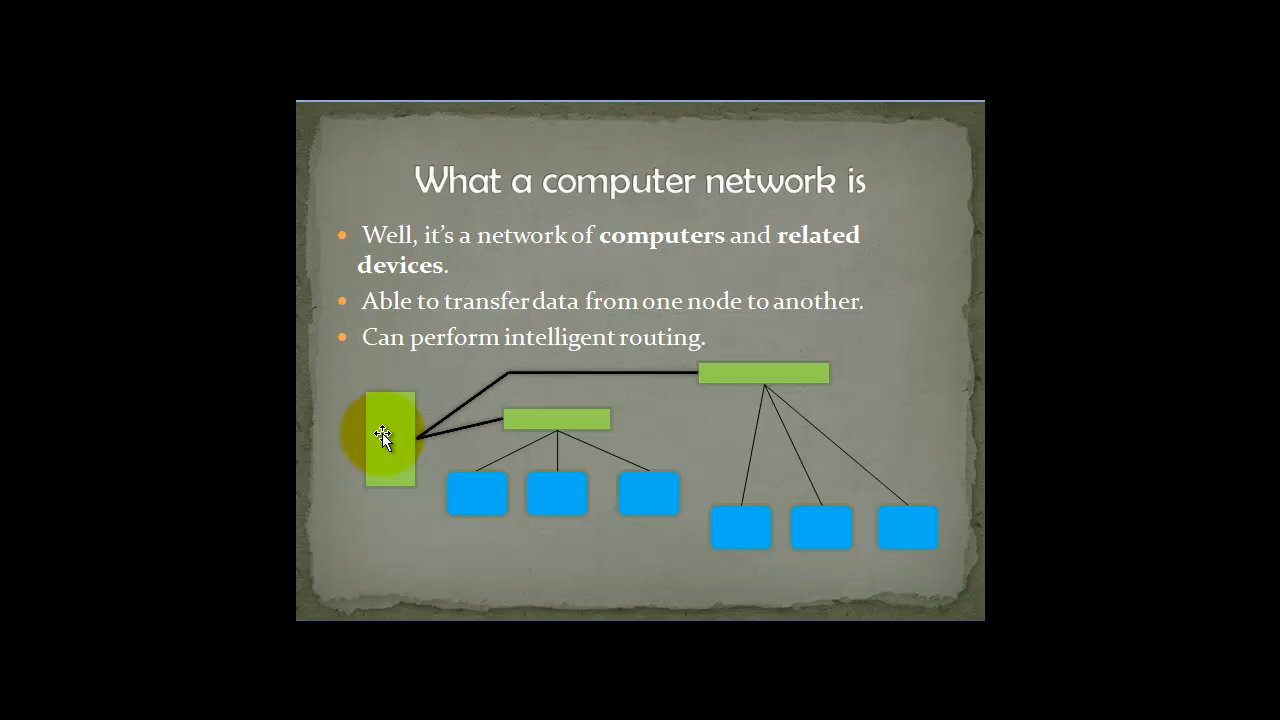 What a computer network is
Well, it's a network of computers and related
devices.
Able to transfer data from one node to another.
Can perform intelligent routing.